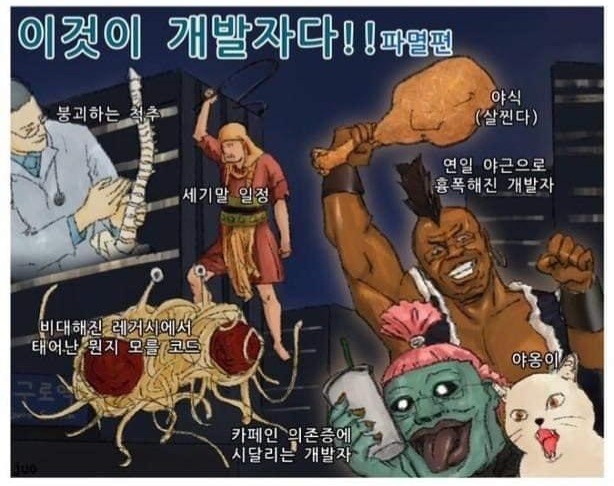 이것이 개발자다!! 파멸편
붕괴하는 척추
야식
(살찐다)
세기말 일정
연일 야근으로
흉폭해진 개발자
비대해진 레거시에서
태어난 뭔지 모를 코드
야옹이
구로역
카페인 의존증에
시달리는 개발자
juo